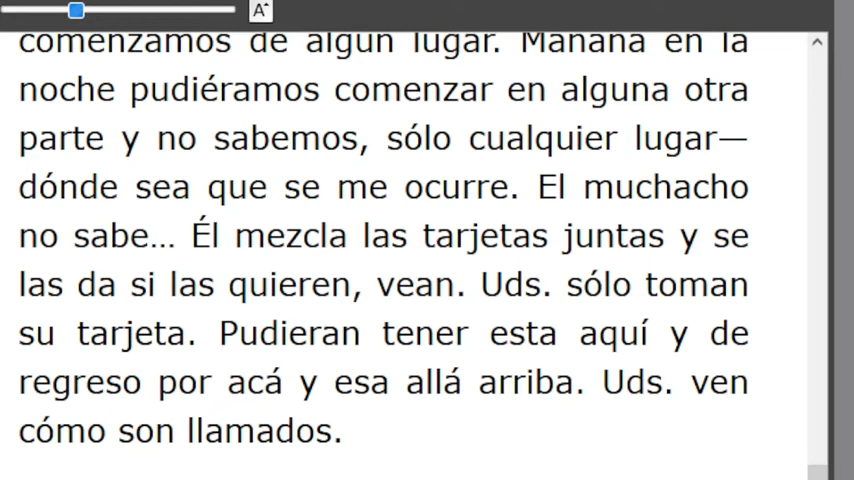 A
comenzamos de algún lugar. Mañana en la
noche pudiéramos comenzar en alguna otra
parte y no sabemos, sólo cualquier lugar—
dónde sea que se me ocurre. El muchacho
no sabe... Él mezcla las tarjetas juntas y se
las da si las quieren, vean. Uds. sólo toman
su tarjeta. Pudieran tener esta aquí y de
regreso por acá y esa allá arriba. Uds. ven
cómo son llamados.